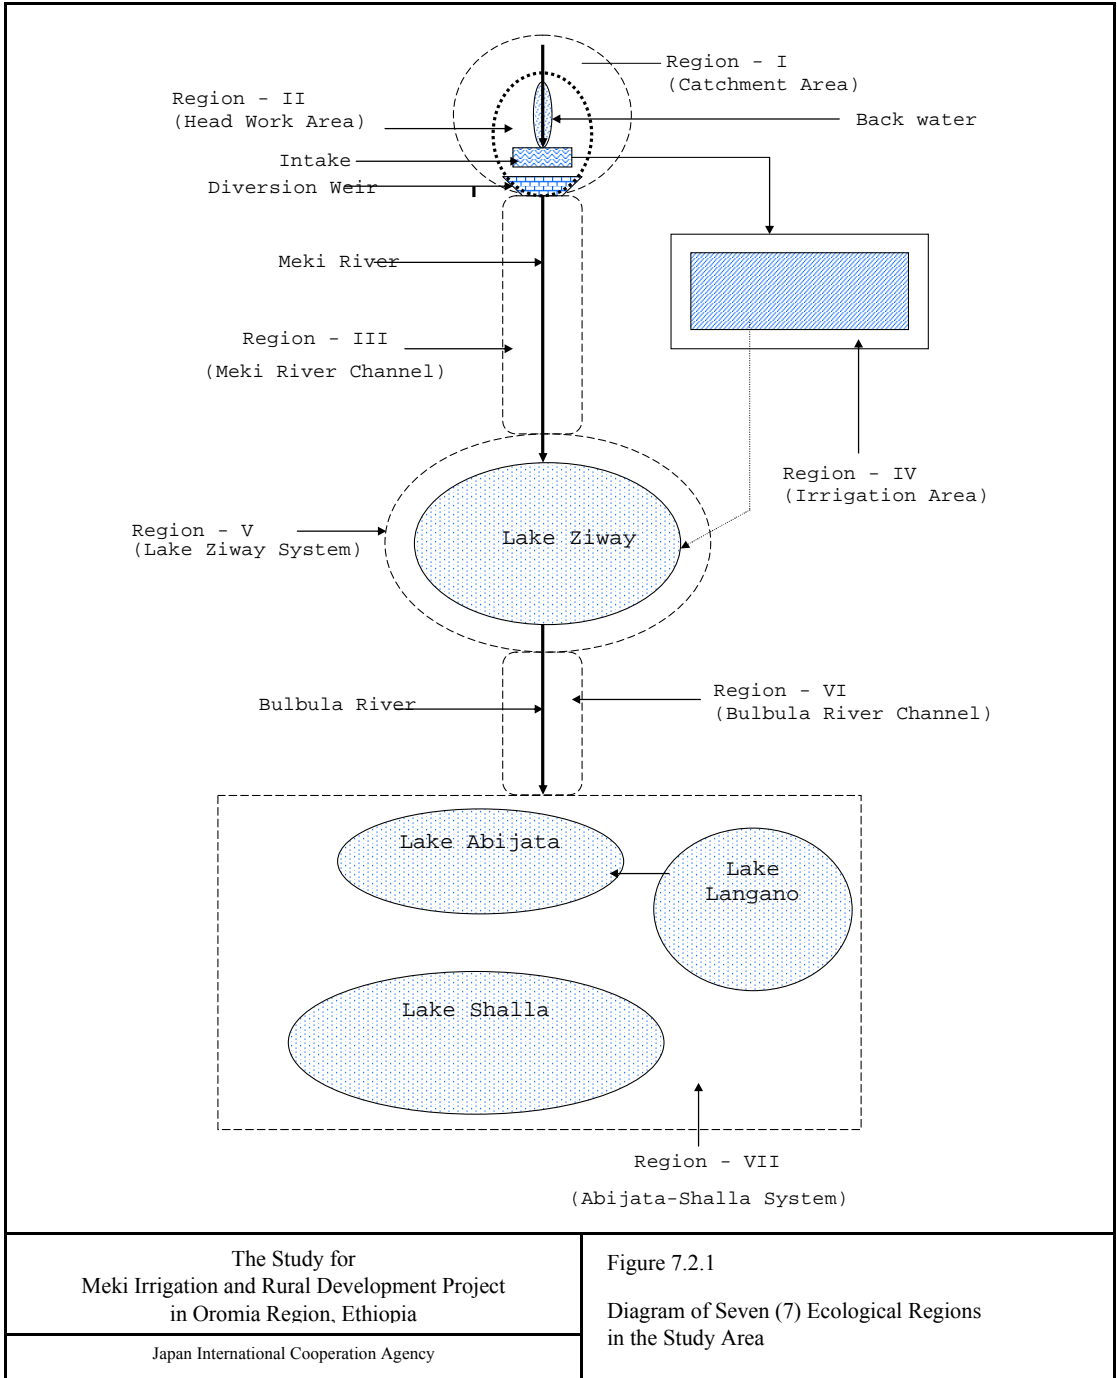 Region - I
(Catchment Area)
Region - II
(Head Work Area)
Back water
Intake
Diversion Weir
Meki River
Region - III
(Meki River Channel)
Region - IV
(Irrigation Area)
Region - V
(Lake Ziway System)
Lake Ziway
Region - VI
(Bulbula River Channel)
Bulbula River
Lake Abijata
Lake
Langano
Lake Shalla
Region - VII
(Abijata-Shalla System)
The Study for
Meki Irrigation and Rural Development Project
in Oromia Region, Ethiopia
Japan International Cooperation Agency
Figure 7.2.1
Diagram of Seven (7) Ecological Regions
in the Study Area